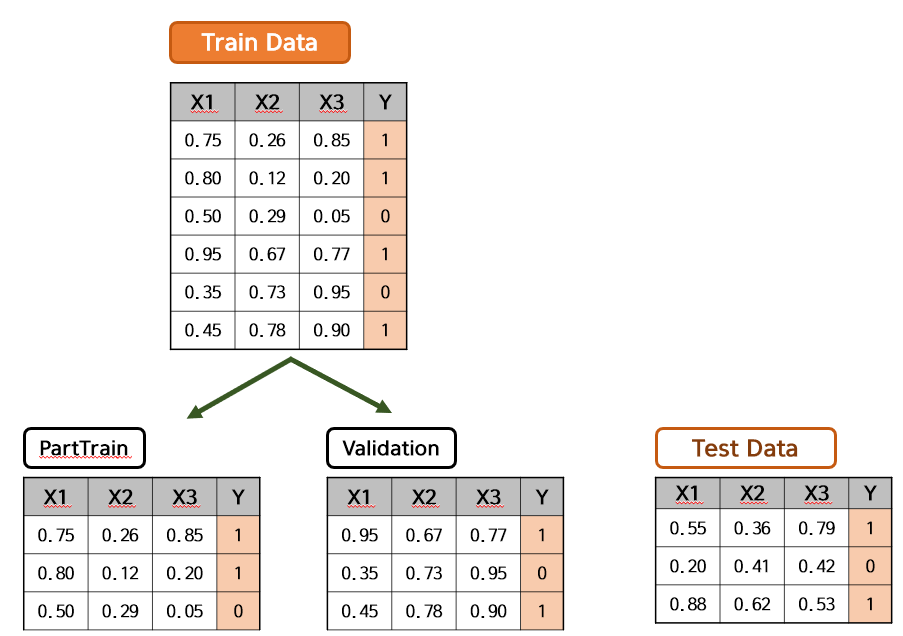 Train Data
X1 X2 X3 Y
0.75 0.26 0.85 1
0.80 0.12 0.20 1
0.50 0.29 0.05 0
0.95 0.67 0.77 1
0.35 0.73 0.95 0
0.45 0.78 0.90 1
PartTrain
X1 X2 X3 Y
0.75 0.26 0.85 1
0.80 0.12 0.20 1
0.50 0.29 0.05 0
Validation
X1 X2 X3 Y
0.95 0.67 0.77 1
0.35 0.73 0.95 0
0.45 0.78 0.90 1
Test Data
X1 X2 X3 Y
0.55 0.36 0.79 1
0.20 0.41 0.42 0
0.88 0.62 0.53 1